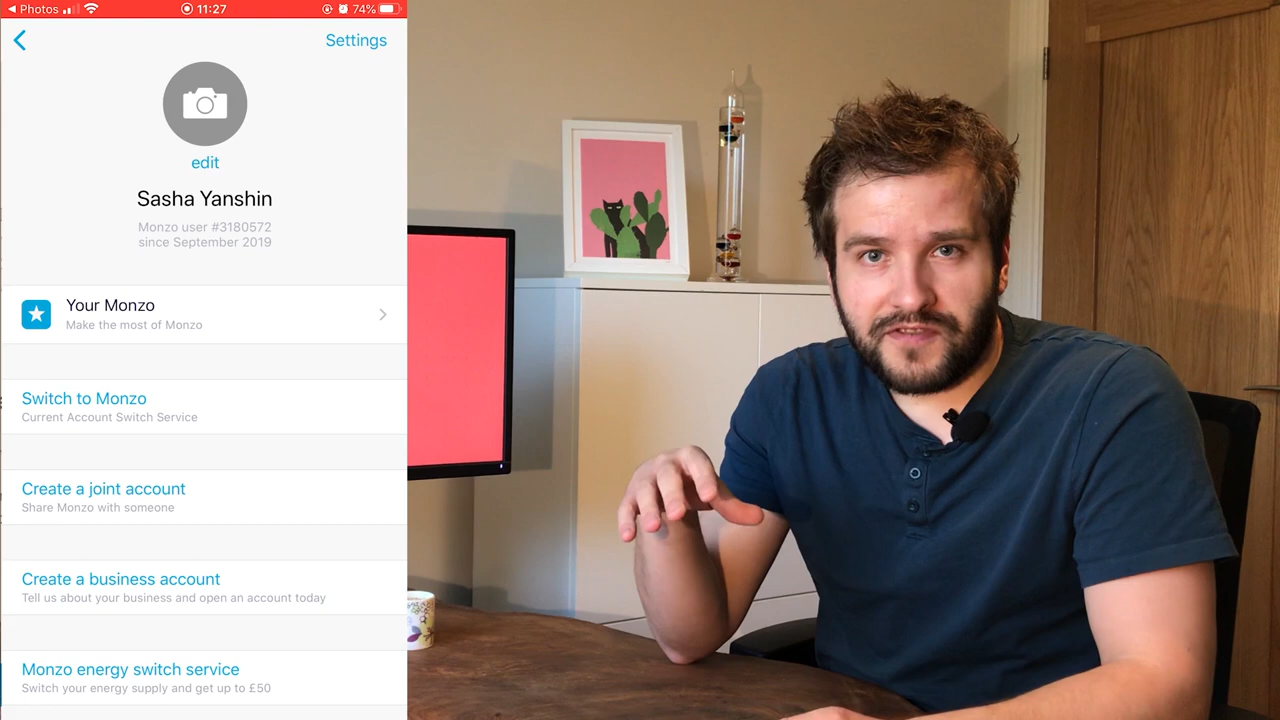 Photos 11:27 74%
Settings
edit
Sasha Yanshin
Monzo user #3180572
since September 2019
Your Monzo
Make the most of Monzo
Switch to Monzo
Current Account Switch Service
Create a joint account
Share Monzo with someone
Create a business account
Tell us about your business and open an account today
Monzo energy switch service
Switch your energy supply and get up to £50